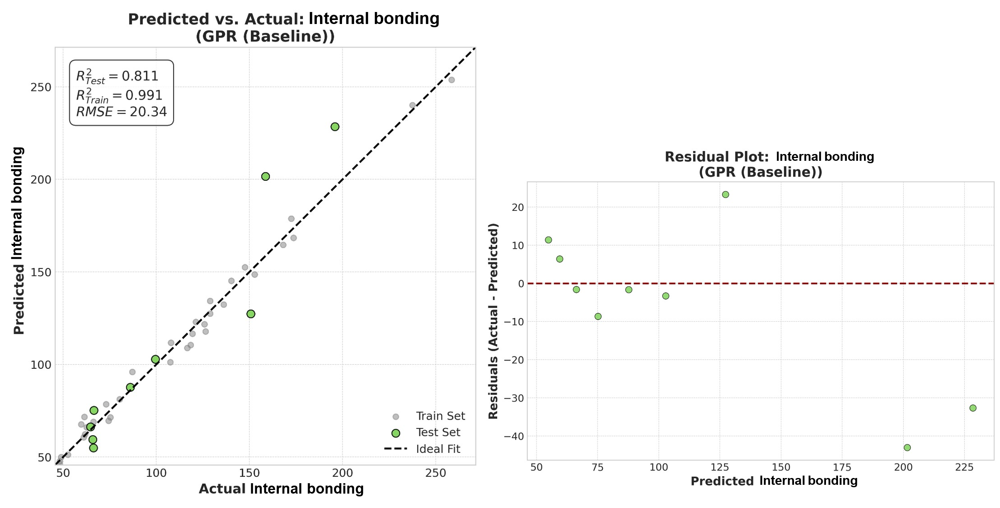 Predicted vs. Actual: Internal bonding
(GPR (Baseline))
R²_Test = 0.811
R²_Train = 0.991
RMSE = 20.34
Predicted Internal bonding
250
200
150
100
50
Train Set
Test Set
Ideal Fit
50 100 150 200 250
Actual Internal bonding
Residual Plot: Internal bonding
(GPR (Baseline))
Residuals (Actual - Predicted)
20
10
0
−10
−20
−30
−40
50 75 100 125 150 175 200 225
Predicted Internal bonding